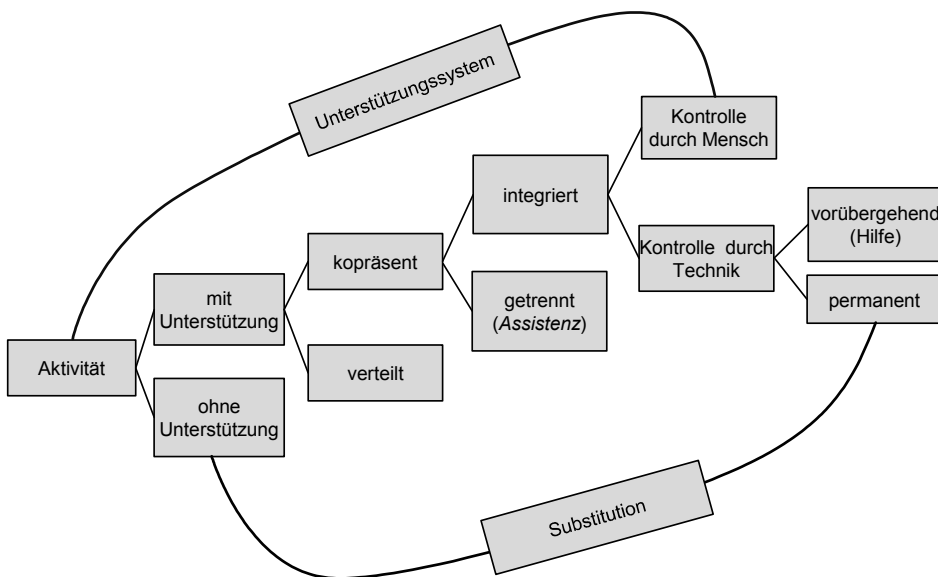 Unterstützungssystem
Kontrolle
durch Mensch
integriert
vorübergehend
(Hilfe)
kopräsent
Kontrolle durch
Technik
mit
Unterstützung
getrennt
(Assistenz)
permanent
Aktivität
verteilt
ohne
Unterstützung
Substitution